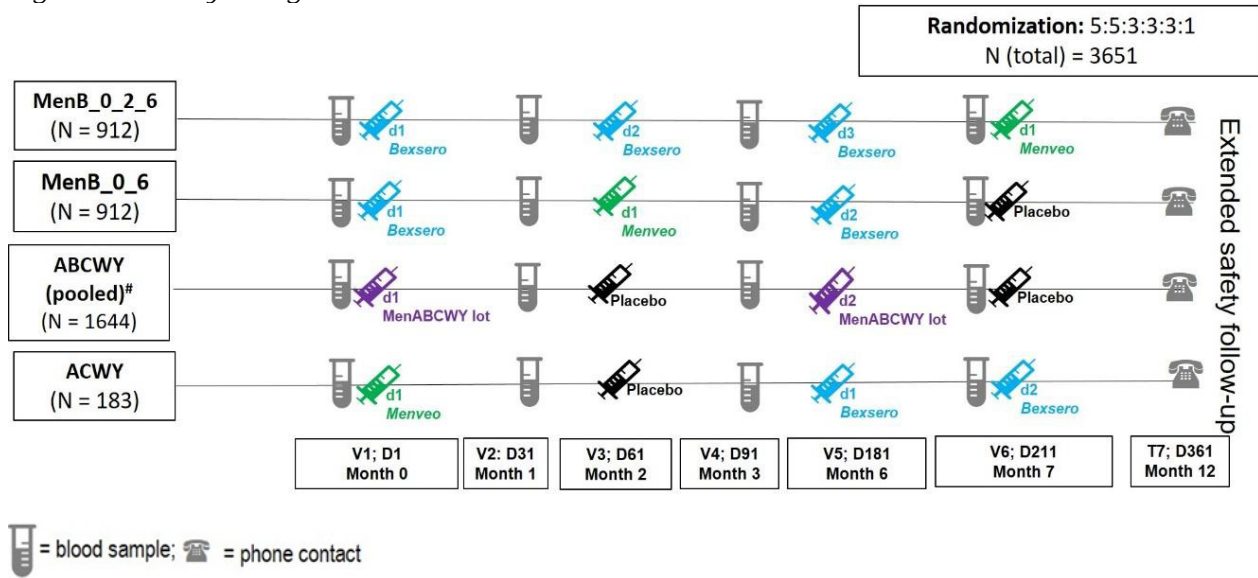 Randomization: 5:5:3:3:3:1
N (total) = 3651
MenB_0_2_6
(N = 912)
d1
Bexsero
d2
Bexsero
d3
Bexsero
d1
Menveo
MenB_0_6
(N = 912)
d1
Bexsero
d1
Menveo
d2
Bexsero
Placebo
ABCWY
(pooled)#
(N = 1644)
d1
MenABCWY lot
Placebo
d2
MenABCWY lot
Placebo
ACWY
(N = 183)
d1
Menveo
Placebo
d1
Bexsero
d2
Bexsero
Extended safety follow-up
V1; D1
Month 0
V2: D31
Month 1
V3; D61
Month 2
V4; D91
Month 3
V5; D181
Month 6
V6; D211
Month 7
T7; D361
Month 12
= blood sample; = phone contact